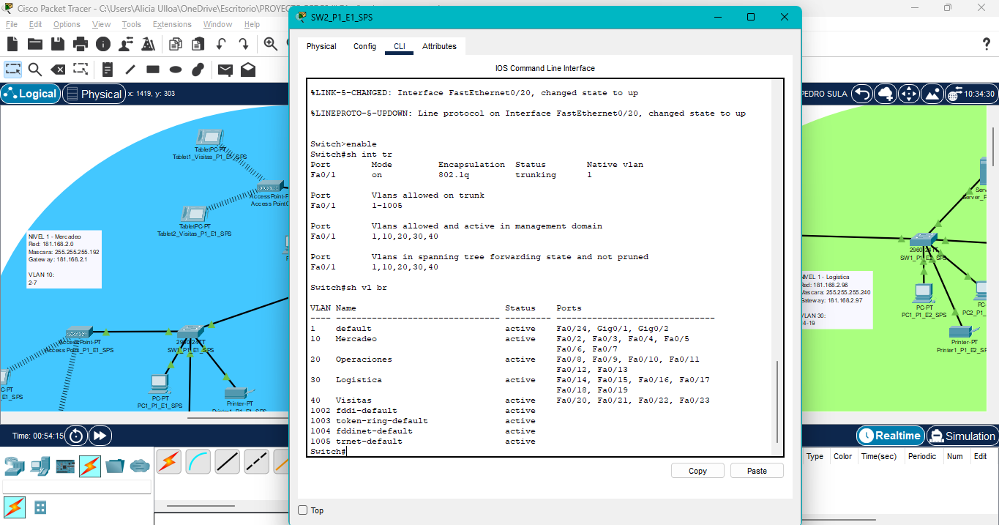 Cisco Packet Tracer - C:\Users\Alicia Ulloa\OneDrive\Escritorio\PROYECTO
SW2_P1_E1_SPS
File Edit Options View Tools Extensions Window Help
Physical Config CLI Attributes
IOS Command Line Interface
Logical
Physical
x: 1419, y: 303
PEDRO SULA
10:34:30
%LINK-5-CHANGED: Interface FastEthernet0/20, changed state to up
%LINEPROTO-5-UPDOWN: Line protocol on Interface FastEthernet0/20, changed state to up
Switch>enable
Switch#sh int tr
Port Mode Encapsulation Status Native vlan
Fa0/1 on 802.1q trunking 1
Port Vlans allowed on trunk
Fa0/1 1-1005
Port Vlans allowed and active in management domain
Fa0/1 1,10,20,30,40
Port Vlans in spanning tree forwarding state and not pruned
Fa0/1 1,10,20,30,40
Switch#sh vl br
VLAN Name Status Ports
---- -------------------------------- --------- -------------------------------
1 default active Fa0/24, Gig0/1, Gig0/2
10 Mercadeo active Fa0/2, Fa0/3, Fa0/4, Fa0/5
Fa0/6, Fa0/7
20 Operaciones active Fa0/8, Fa0/9, Fa0/10, Fa0/11
Fa0/12, Fa0/13
30 Logistica active Fa0/14, Fa0/15, Fa0/16, Fa0/17
Fa0/18, Fa0/19
40 Visitas active Fa0/20, Fa0/21, Fa0/22, Fa0/23
1002 fddi-default active
1003 token-ring-default active
1004 fddinet-default active
1005 trnet-default active
Switch#
Copy Paste
Top
TabletPC-PT
Tablet1_Visitas_P1_E1_SPS
AccessPoint-P
Access Point
TabletPC-PT
Tablet2_Visitas_P1_E1_SPS
NIVEL 1 - Mercadeo
Red: 181.168.2.0
Mascara: 255.255.255.192
Gateway: 181.168.2.1
VLAN 10:
2-7
AccessPoint-PT
Access Point_P1_E1_SPS
2960-24TT
SW1_P1_E1_SPS
C-PT
E1_SPS
PC-PT
PC1_P1_E1_SPS
Printer-PT
Printer1_P1_E1_SPS
Serv
Server_P
2960-24TT
SW1_P1_E2_SPS
NIVEL 1 - Logistica
Red: 181.168.2.96
Mascara: 255.255.255.240
Gateway: 181.168.2.97
VLAN 30:
4-19
PC-PT
PC1_P1_E2_SPS
PC
PC2_P1_
Printer-PT
Printer1_P1_E2_SP
Time: 00:54:15
Realtime
Simulation
Type Color Time(sec) Periodic Num Edit